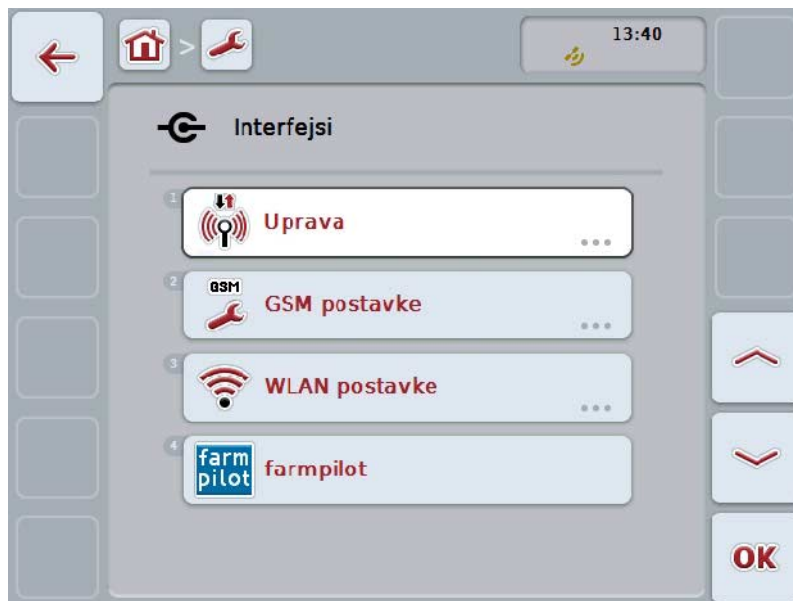 13:40
Interfejsi
1
Uprava
2
GSM
GSM postavke
3
WLAN postavke
4
farm
pilot
farmpilot
OK